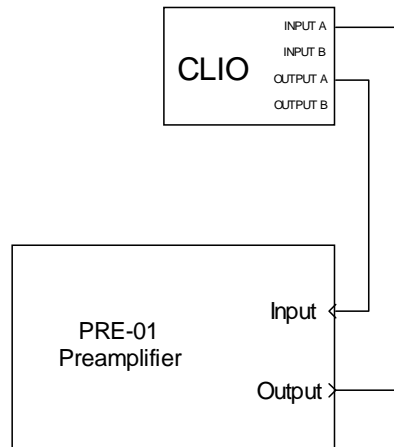 INPUT A
INPUT B
CLIO
OUTPUT A
OUTPUT B
Input
PRE-01
Preamplifier
Output